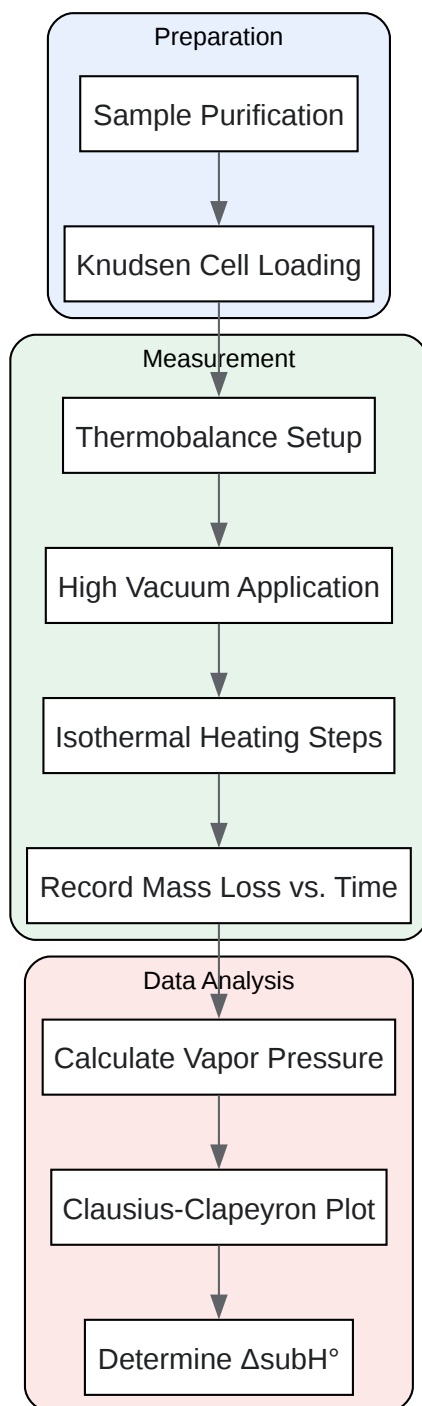 Preparation
Sample Purification
Knudsen Cell Loading
Measurement
Thermobalance Setup
High Vacuum Application
Isothermal Heating Steps
Record Mass Loss vs. Time
Data Analysis
Calculate Vapor Pressure
Clausius-Clapeyron Plot
Determine ΔsubH°